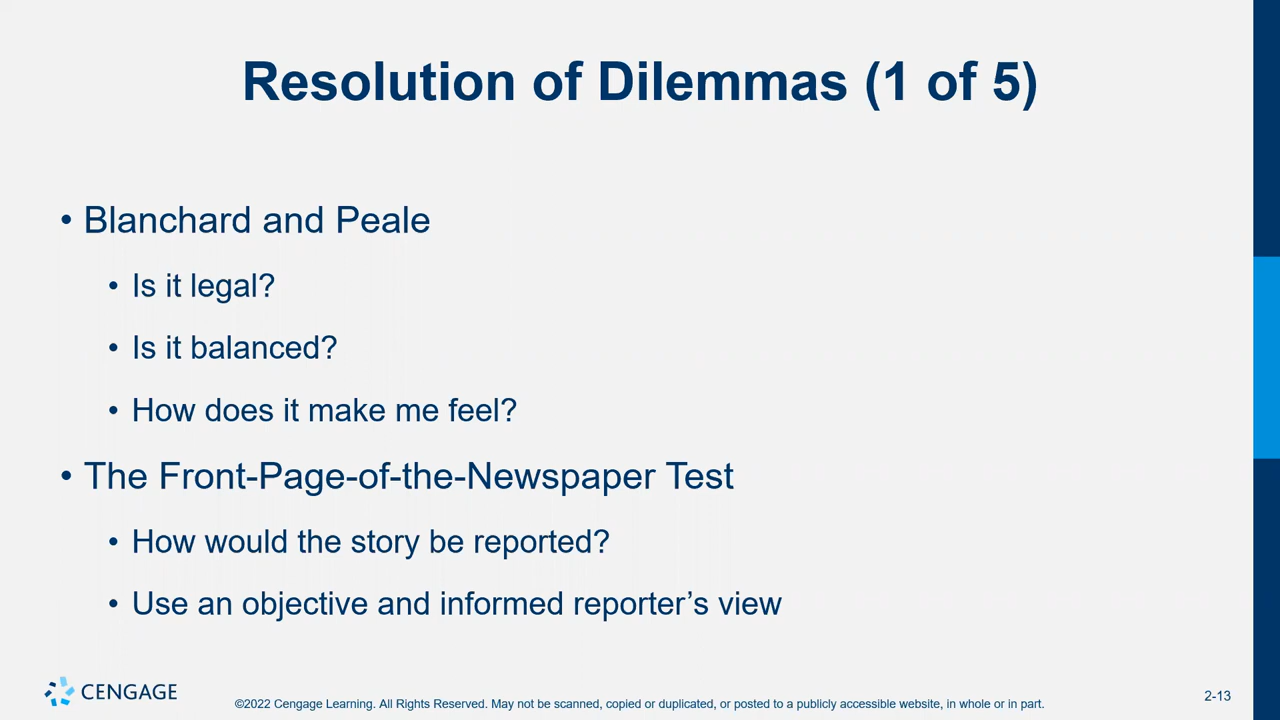 Resolution of Dilemmas (1 of 5)
• Blanchard and Peale
• Is it legal?
• Is it balanced?
• How does it make me feel?
• The Front-Page-of-the-Newspaper Test
• How would the story be reported?
• Use an objective and informed reporter’s view
CENGAGE
©2022 Cengage Learning. All Rights Reserved. May not be scanned, copied or duplicated, or posted to a publicly accessible website, in whole or in part.
2-13